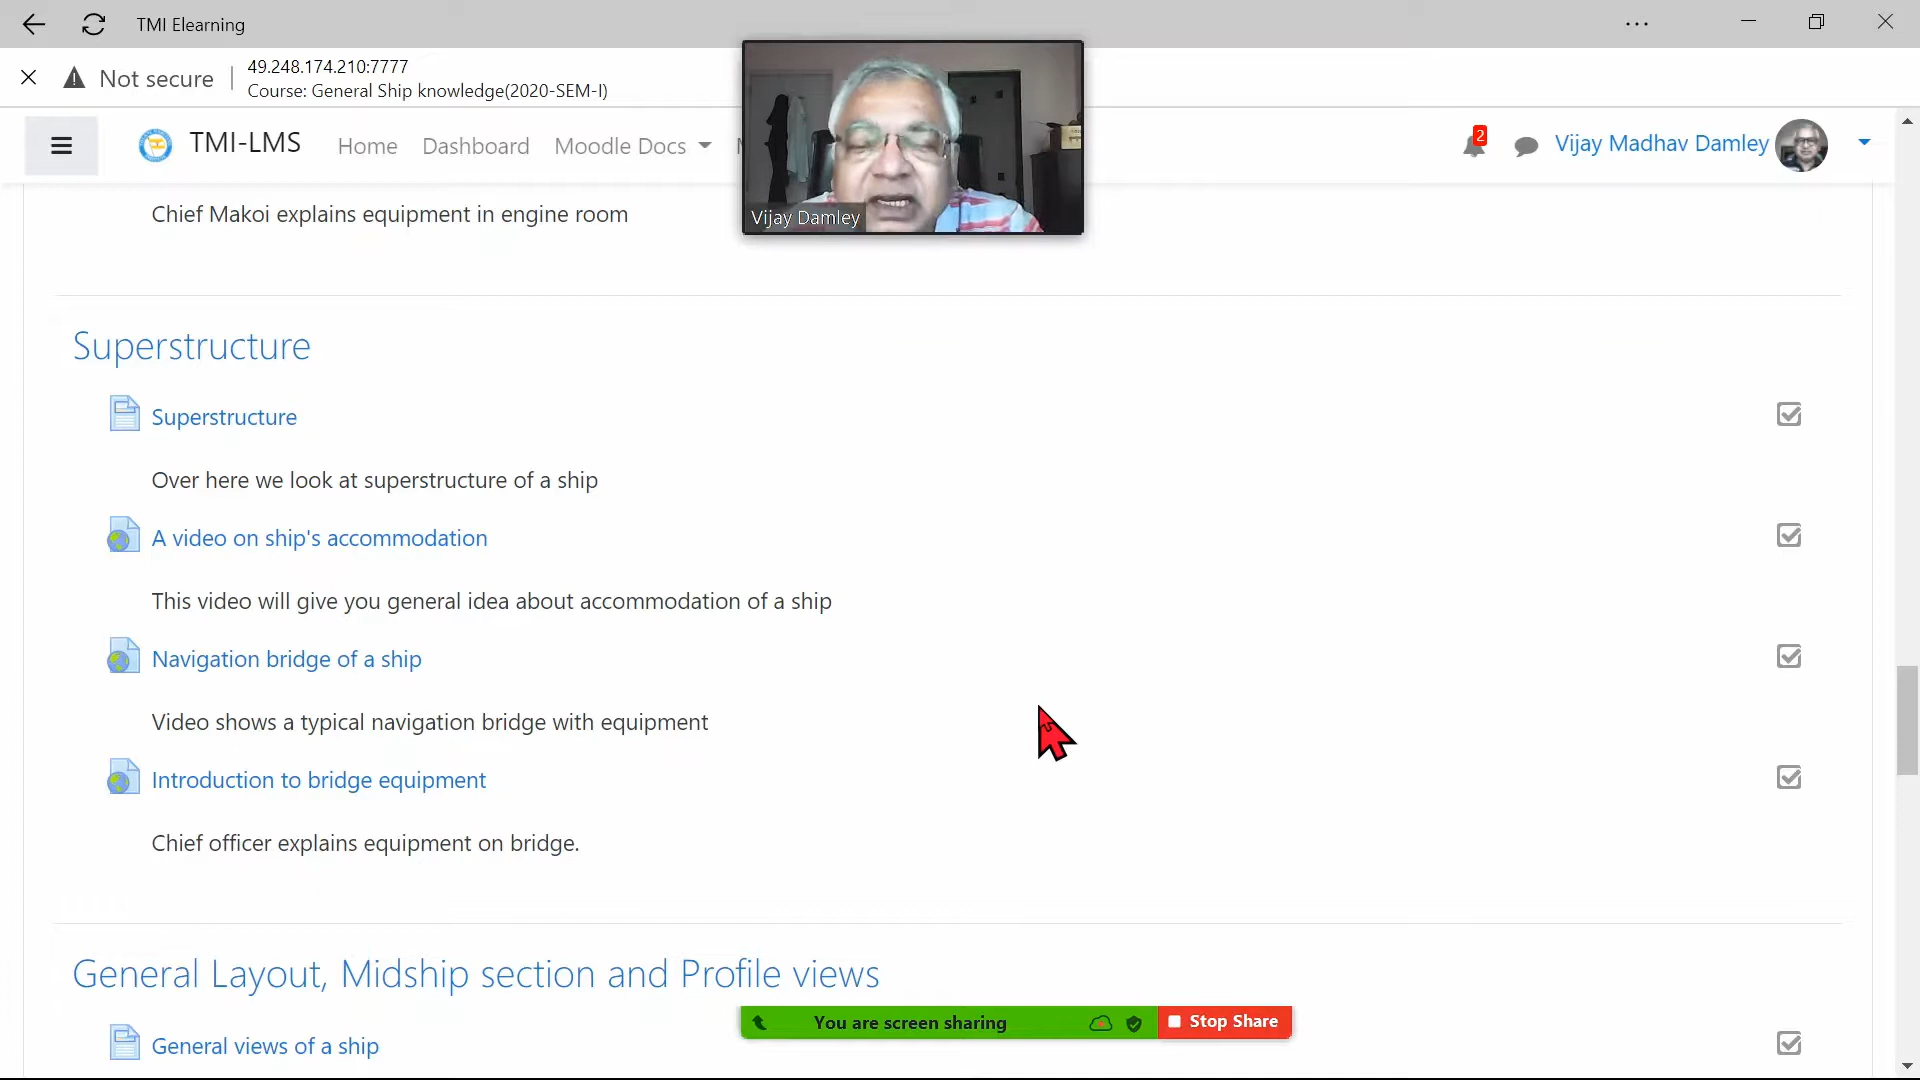 TMI Elearning
Not secure
49.248.174.210:7777
Course: General Ship knowledge(2020-SEM-I)
TMI-LMS
Home
Dashboard
Moodle Docs
2
Vijay Madhav Damley
Vijay Damley
Chief Makoi explains equipment in engine room
Superstructure
Superstructure
Over here we look at superstructure of a ship
A video on ship's accommodation
This video will give you general idea about accommodation of a ship
Navigation bridge of a ship
Video shows a typical navigation bridge with equipment
Introduction to bridge equipment
Chief officer explains equipment on bridge.
General Layout, Midship section and Profile views
You are screen sharing
Stop Share
General views of a ship